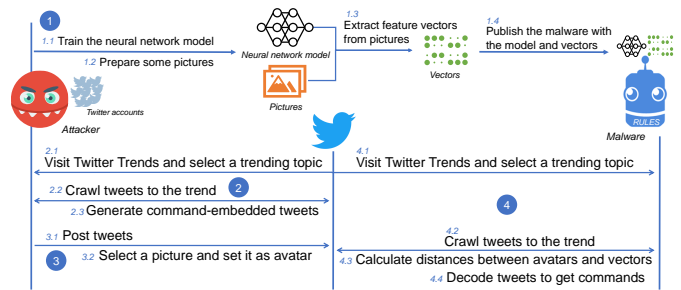 1
1.1 Train the neural network model
1.2 Prepare some pictures
Neural network model
Pictures
1.3 Extract feature vectors
from pictures
Vectors
1.4 Publish the malware with
the model and vectors
RULES
Malware
Twitter accounts
Attacker
2.1 Visit Twitter Trends and select a trending topic
2.2 Crawl tweets to the trend
2
2.3 Generate command-embedded tweets
3.1 Post tweets
3
3.2 Select a picture and set it as avatar
4.1 Visit Twitter Trends and select a trending topic
4
4.2 Crawl tweets to the trend
4.3 Calculate distances between avatars and vectors
4.4 Decode tweets to get commands